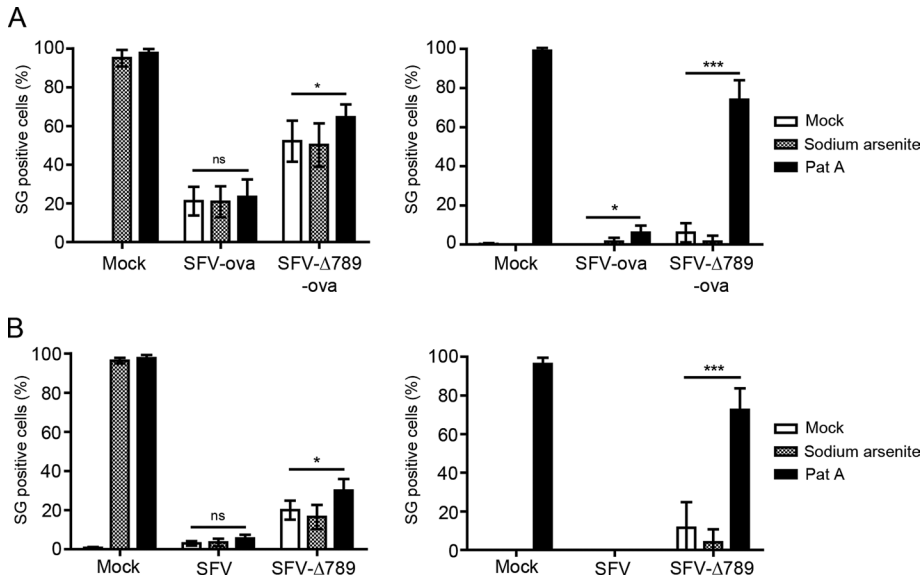 A
SG positive cells (%)
100
80
60
40
20
0
ns
*
Mock
SFV-ova
SFV-Δ789
-ova
SG positive cells (%)
100
80
60
40
20
0
*
***
Mock
SFV-ova
SFV-Δ789
-ova
Mock
Sodium arsenite
Pat A
B
SG positive cells (%)
100
80
60
40
20
0
ns
*
Mock
SFV
SFV-Δ789
SG positive cells (%)
100
80
60
40
20
0
***
Mock
SFV
SFV-Δ789
Mock
Sodium arsenite
Pat A